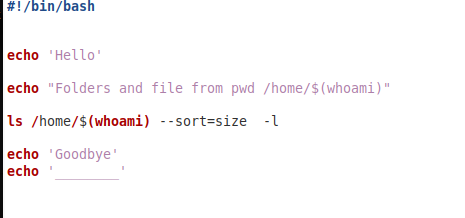 #!/bin/bash
echo 'Hello'
echo "Folders and file from pwd /home/$(whoami)"
ls /home/$(whoami) --sort=size  -l
echo 'Goodbye'
echo '________'